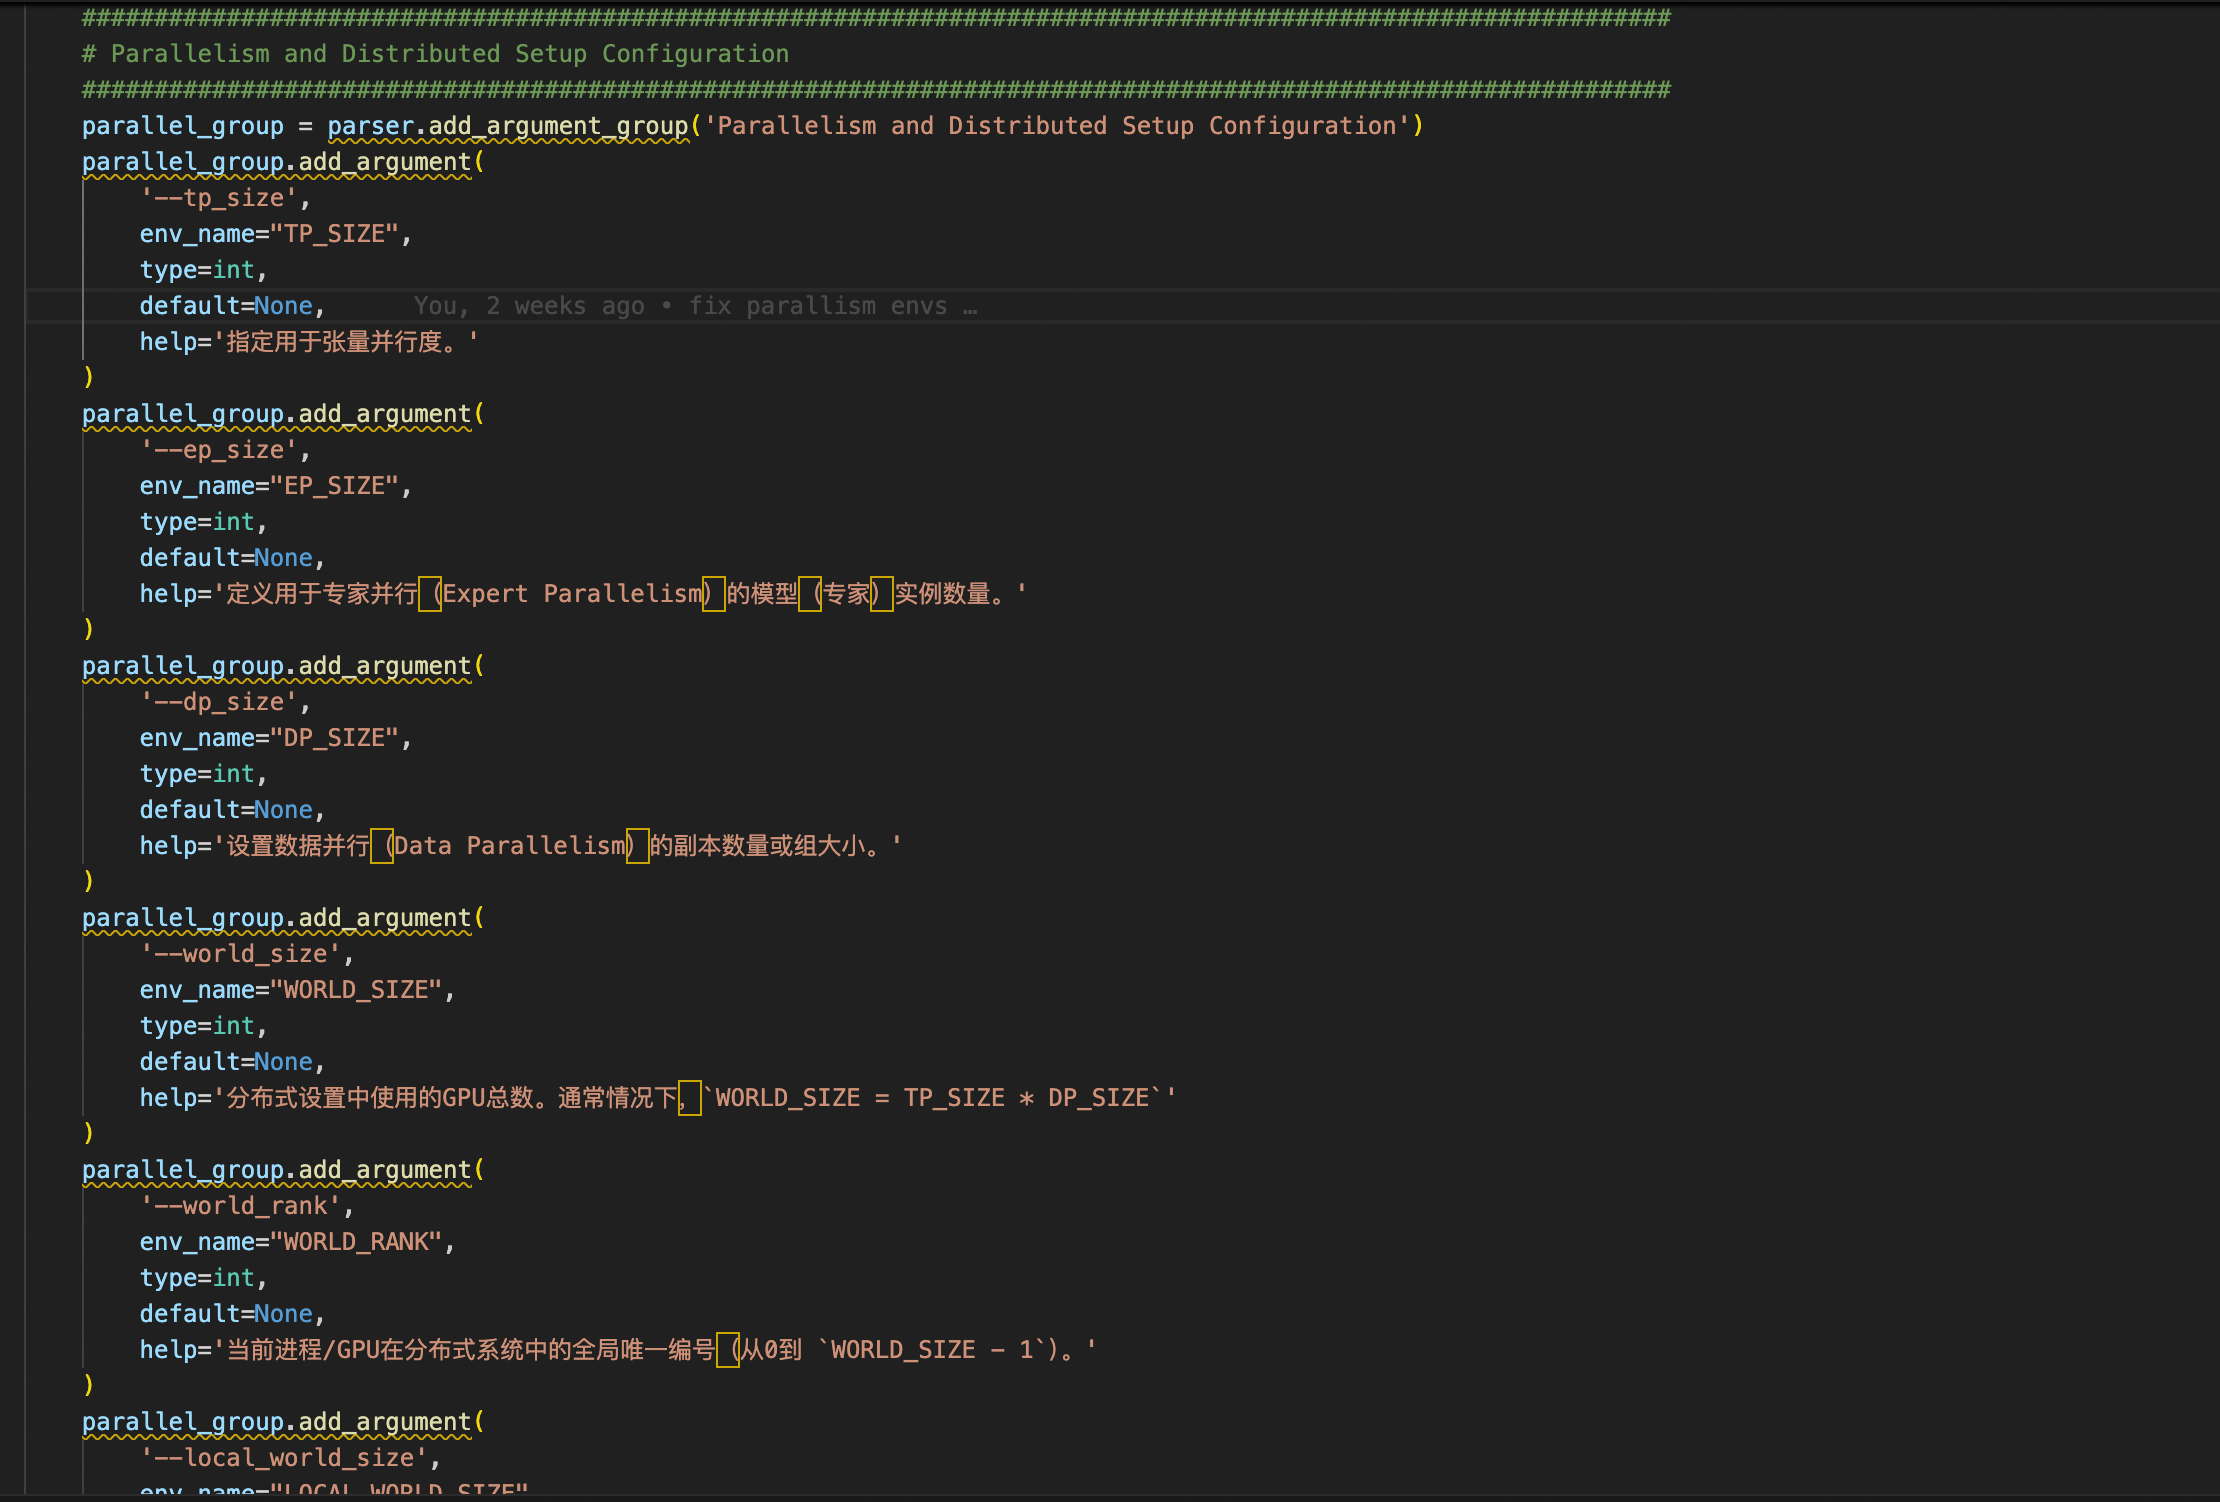 ##############################################################################################################
# Parallelism and Distributed Setup Configuration
##############################################################################################################
parallel_group = parser.add_argument_group('Parallelism and Distributed Setup Configuration')
parallel_group.add_argument(
    '--tp_size',
    env_name="TP_SIZE",
    type=int,
    default=None,      You, 2 weeks ago • fix parallism envs …
    help='指定用于张量并行度。'
)
parallel_group.add_argument(
    '--ep_size',
    env_name="EP_SIZE",
    type=int,
    default=None,
    help='定义用于专家并行（Expert Parallelism）的模型（专家）实例数量。'
)
parallel_group.add_argument(
    '--dp_size',
    env_name="DP_SIZE",
    type=int,
    default=None,
    help='设置数据并行（Data Parallelism）的副本数量或组大小。'
)
parallel_group.add_argument(
    '--world_size',
    env_name="WORLD_SIZE",
    type=int,
    default=None,
    help='分布式设置中使用的GPU总数。通常情况下，`WORLD_SIZE = TP_SIZE * DP_SIZE`'
)
parallel_group.add_argument(
    '--world_rank',
    env_name="WORLD_RANK",
    type=int,
    default=None,
    help='当前进程/GPU在分布式系统中的全局唯一编号（从0到 `WORLD_SIZE - 1`)。'
)
parallel_group.add_argument(
    '--local_world_size',
    env_name="LOCAL_WORLD_SIZE"